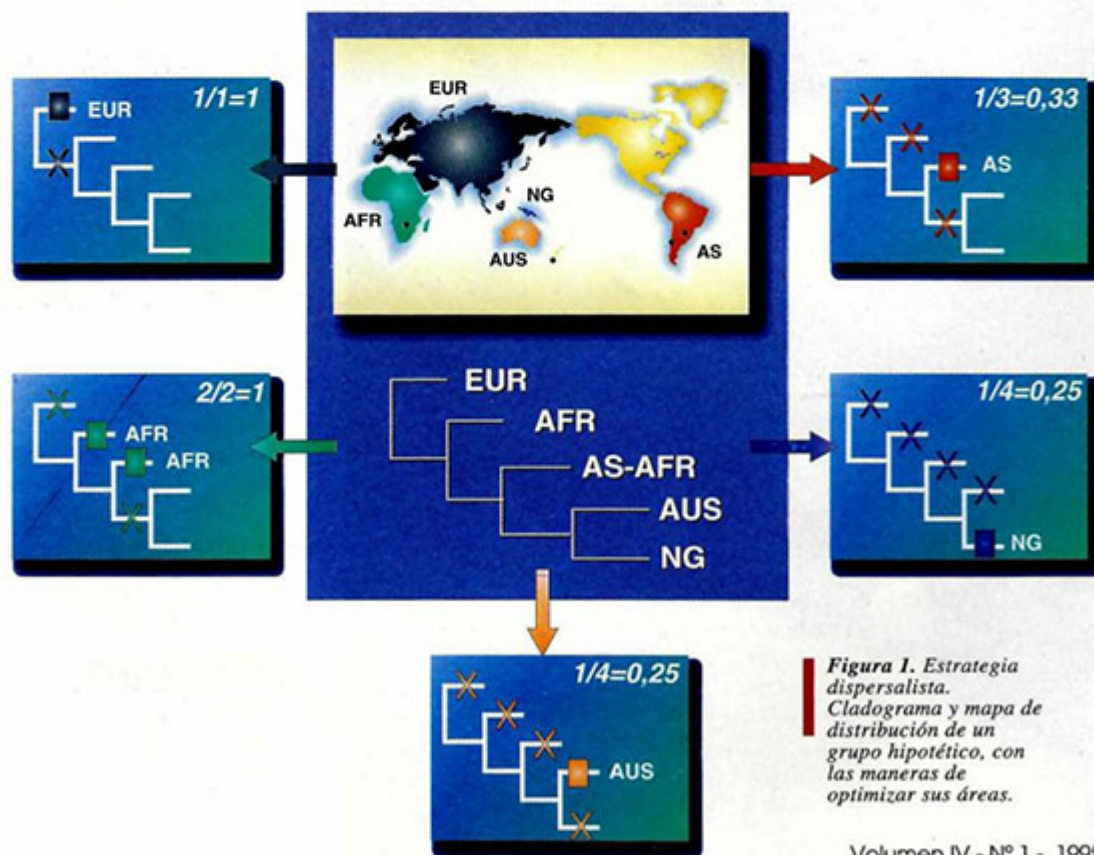 EUR
1/1=1
EUR
AFR
NG
AUS
AS
1/3=0,33
AS
2/2=1
AFR
AFR
EUR
AFR
AS-AFR
AUS
NG
1/4=0,25
NG
1/4=0,25
AUS
Figura 1. Estrategia
dispersalista.
Cladograma y mapa de
distribución de un
grupo hipotético, con
las maneras de
optimizar sus áreas.
Volumen IV - Nº 1 -